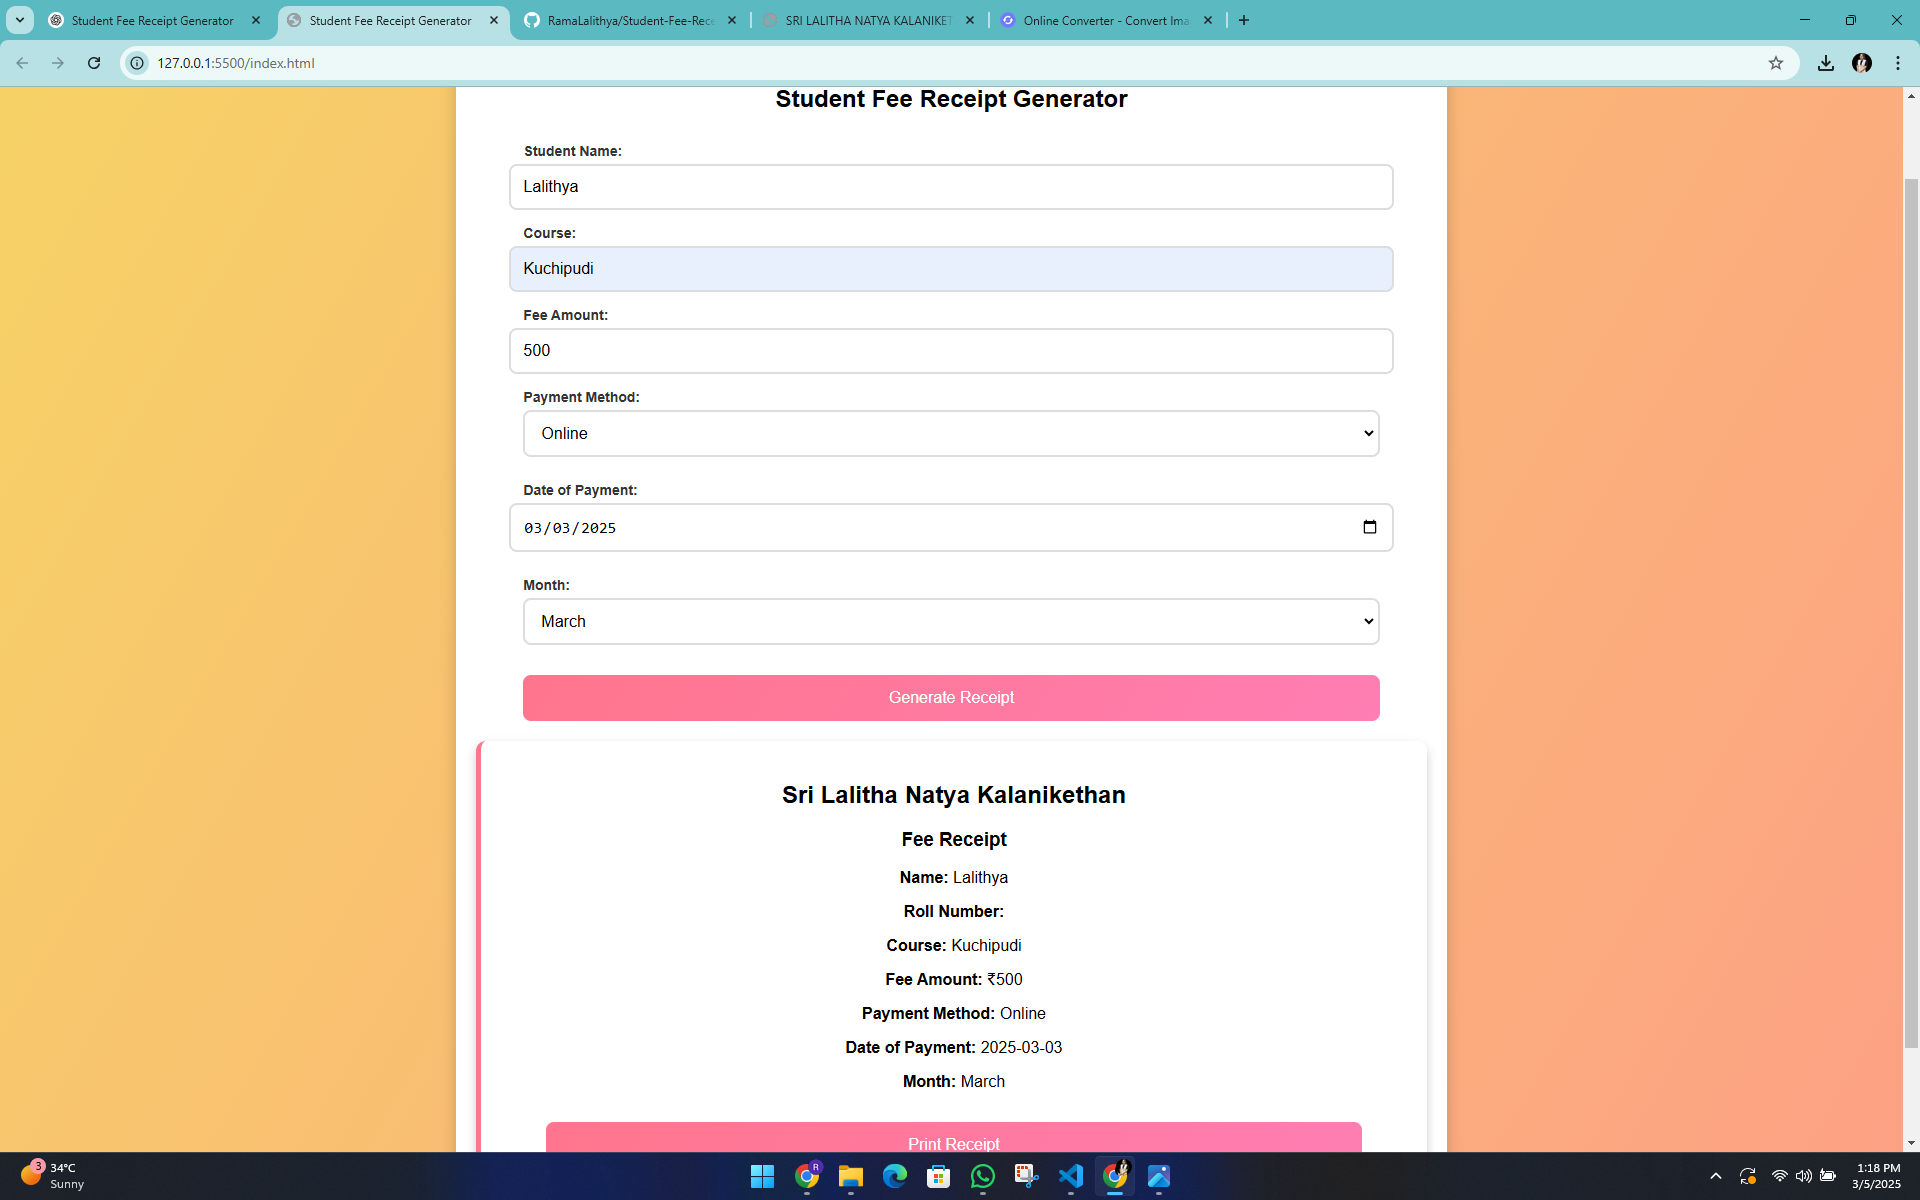 Student Fee Receipt Generator
Student Fee Receipt Generator
RamaLalithya/Student-Fee-Rece
SRI LALITHA NATYA KALANIKET
Online Converter - Convert Ima
127.0.0.1:5500/index.html
Student Fee Receipt Generator
Student Name:
Lalithya
Course:
Kuchipudi
Fee Amount:
500
Payment Method:
Online
Date of Payment:
03/03/2025
Month:
March
Generate Receipt
Sri Lalitha Natya Kalanikethan
Fee Receipt
Name: Lalithya
Roll Number:
Course: Kuchipudi
Fee Amount: ₹500
Payment Method: Online
Date of Payment: 2025-03-03
Month: March
Print Receipt
3
34°C
Sunny
R
1:18 PM
3/5/2025